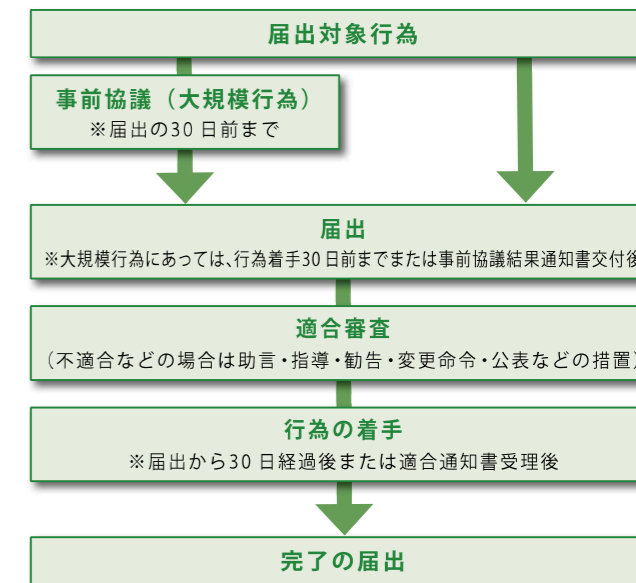 届出対象行為
事前協議（大規模行為）
※届出の30日前まで
届出
※大規模行為にあっては、行為着手30日前までまたは事前協議結果通知書交付後
適合審査
（不適合などの場合は助言・指導・勧告・変更命令・公表などの措置）
行為の着手
※届出から30日経過後または適合通知書受理後
完了の届出